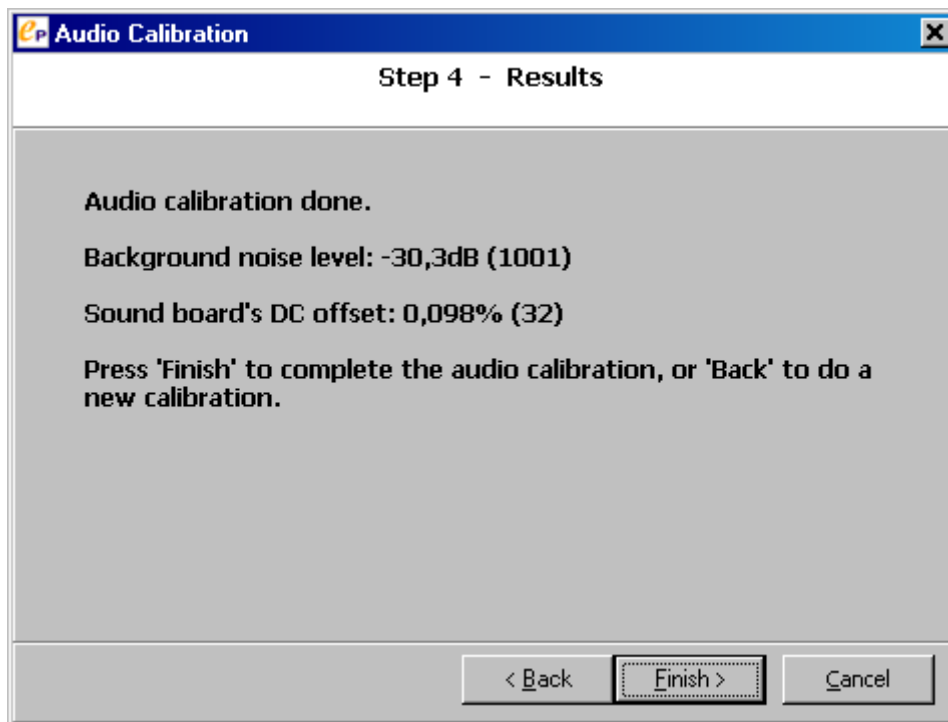 eP Audio Calibration
Step 4 - Results
Audio calibration done.
Background noise level: -30,3dB (1001)
Sound board's DC offset: 0,098% (32)
Press 'Finish' to complete the audio calibration, or 'Back' to do a
new calibration.
< Back Finish > Cancel